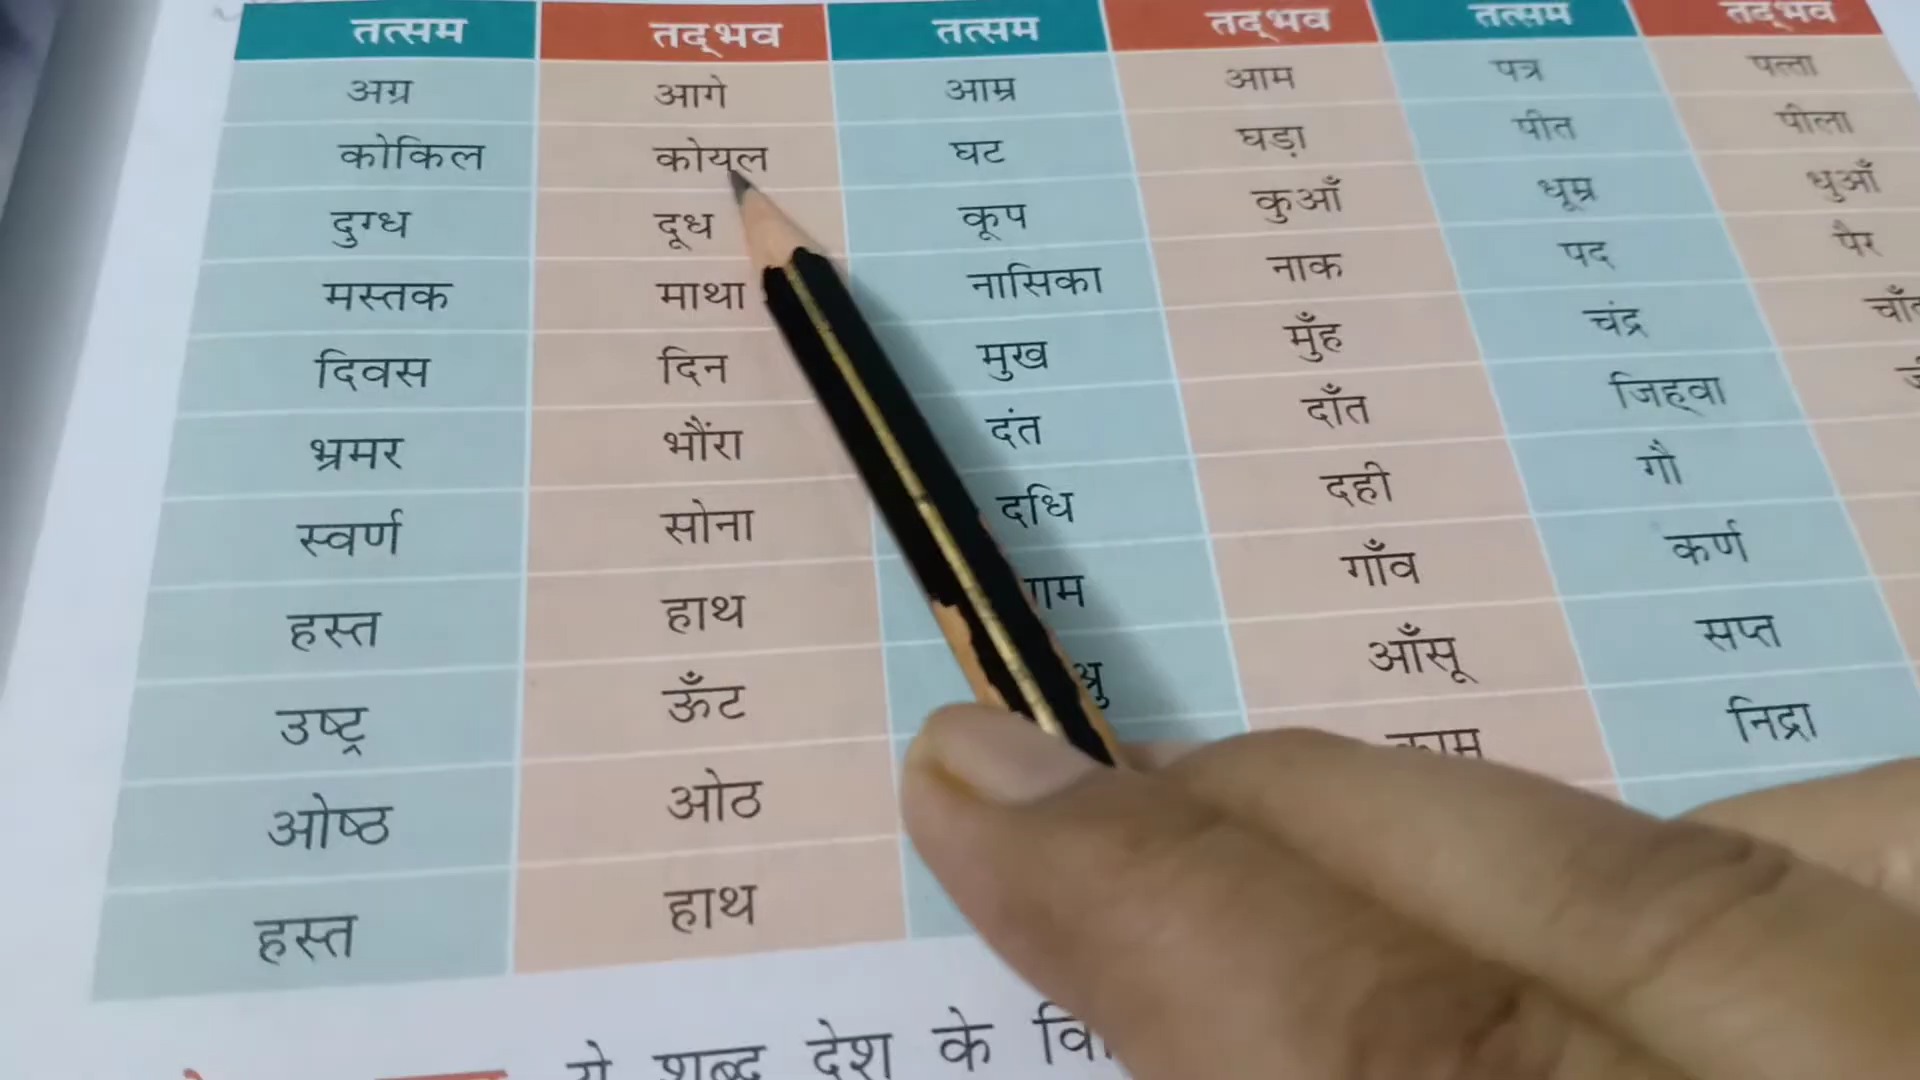 तत्सम तद्भव तत्सम तद्भव तत्सम तद्भव
अग्र आगे आम्र आम पत्र पत्ता
कोकिल कोयल घट घड़ा पीत पीला
दुग्ध दूध कूप कुआँ धूम्र धुआँ
मस्तक माथा नासिका नाक पद पैर
दिवस दिन मुख मुँह चंद्र
भ्रमर भौंरा दंत दाँत जिह्वा
स्वर्ण सोना दधि दही गौ
हस्त हाथ गाँव कर्ण
उष्ट्र ऊँट आँसू सप्त
ओष्ठ ओठ निद्रा
हस्त हाथ
ये शब्द देश के